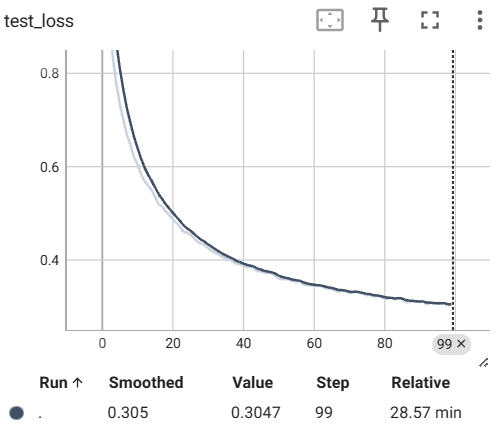 test_loss
0.8
0.6
0.4
0 20 40 60 80 99 ×
Run ↑ Smoothed Value Step Relative
. 0.305 0.3047 99 28.57 min